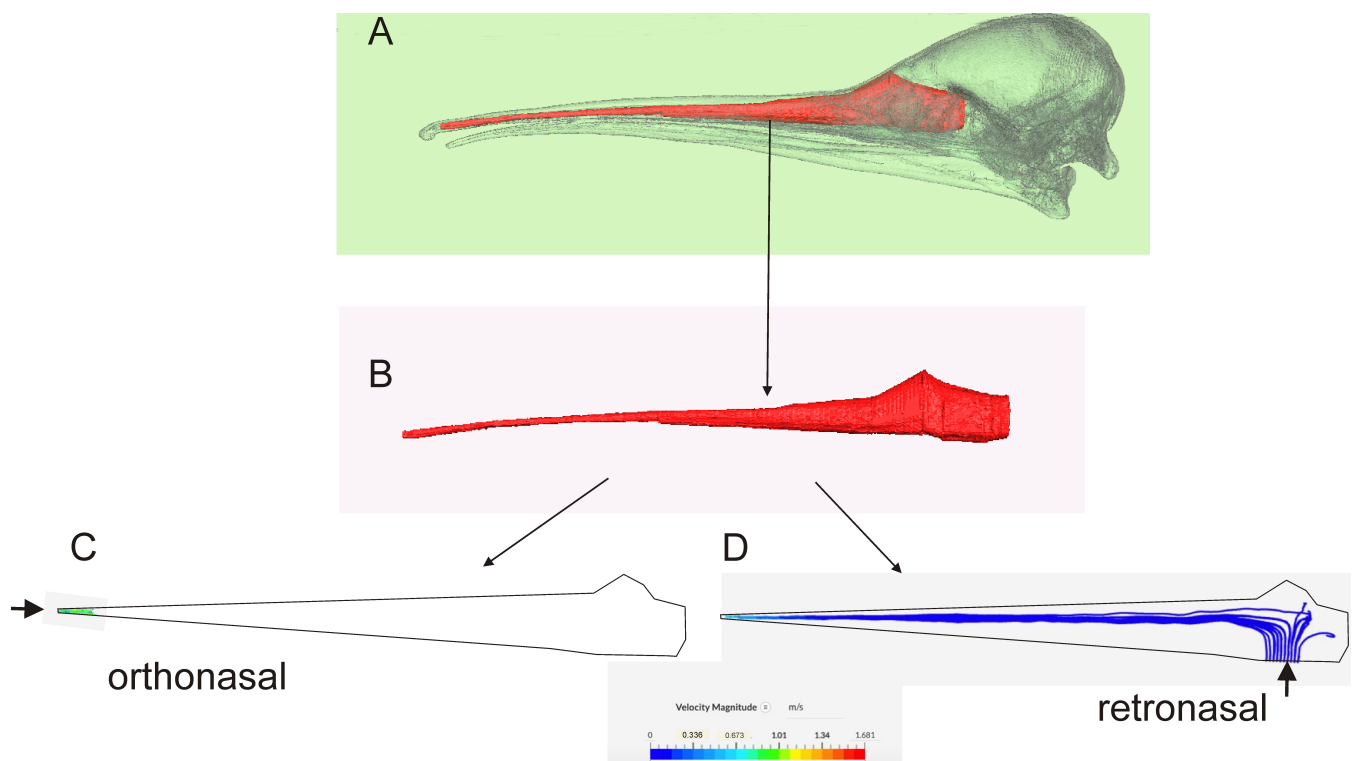 A
B
C
D
orthonasal
retronasal
Velocity Magnitude m/s
0 0.336 0.673 1.01 1.34 1.681